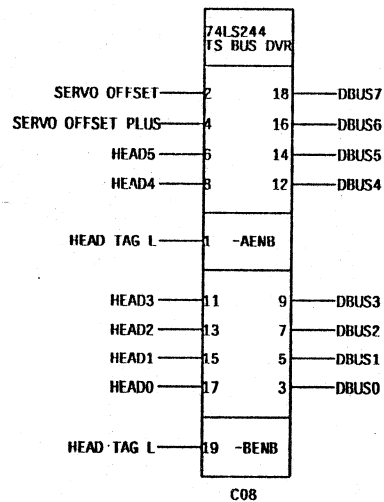 74LS244
TS BUS DVR
SERVO OFFSET 2 18 DBUS7
SERVO OFFSET PLUS 4 16 DBUS6
HEAD5 6 14 DBUS5
HEAD4 8 12 DBUS4
HEAD TAG L 1 -AENB
HEAD3 11 9 DBUS3
HEAD2 13 7 DBUS2
HEAD1 15 5 DBUS1
HEAD0 17 3 DBUS0
HEAD TAG L 19 -BENB
C08